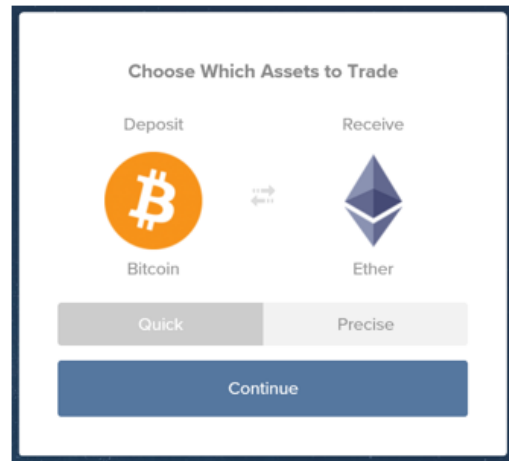 Choose Which Assets to Trade
Deposit Receive
Bitcoin Ether
Quick Precise
Continue